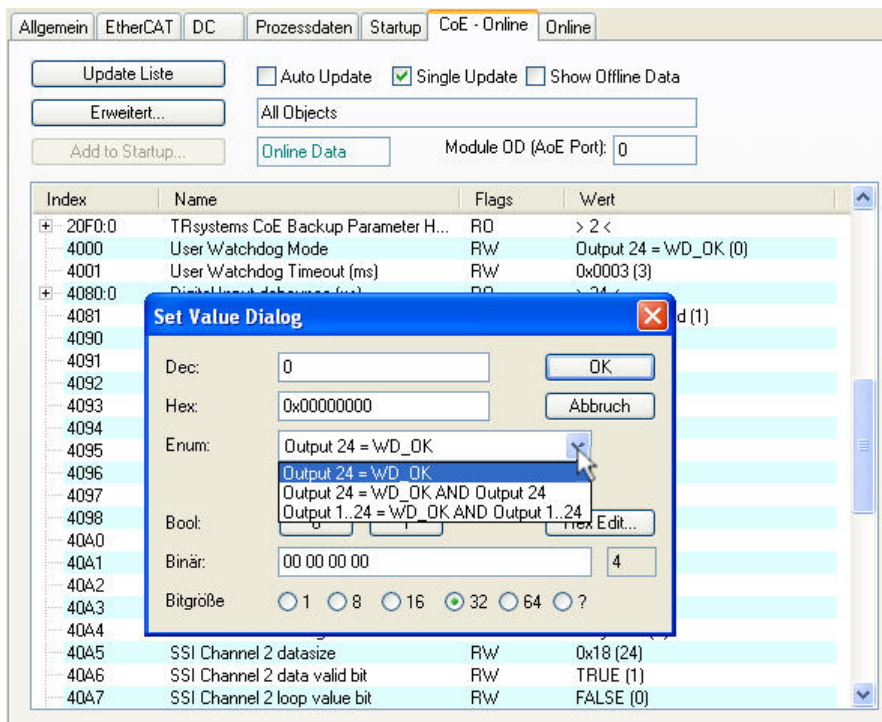 Allgemein EtherCAT DC Prozessdaten Startup CoE - Online Online
Update Liste Auto Update Single Update Show Offline Data
Erweitert... All Objects
Add to Startup... Online Data Module OD (AoE Port): 0
Index Name Flags Wert
20F0:0 TRsystems CoE Backup Parameter H... RO > 2 <
4000 User Watchdog Mode RW Output 24 = WD_OK (0)
4001 User Watchdog Timeout (ms) RW 0x0003 (3)
4080:0 Digital Input debounce RO > 24 <
4081 d (1)
4090
4091
4092
4093
4094
4095
4096
4097
4098
40A0
40A1
40A2
40A3
40A4
40A5 SSI Channel 2 datasize RW 0x18 (24)
40A6 SSI Channel 2 data valid bit RW TRUE (1)
40A7 SSI Channel 2 loop value bit RW FALSE (0)
Set Value Dialog
Dec: 0 OK
Hex: 0x00000000 Abbruch
Enum: Output 24 = WD_OK
Output 24 = WD_OK
Output 24 = WD_OK AND Output 24
Output 1..24 = WD_OK AND Output 1..24
Bool: Hex Edit...
Binär: 00 00 00 00 4
Bitgröße 1 8 16 32 64 ?